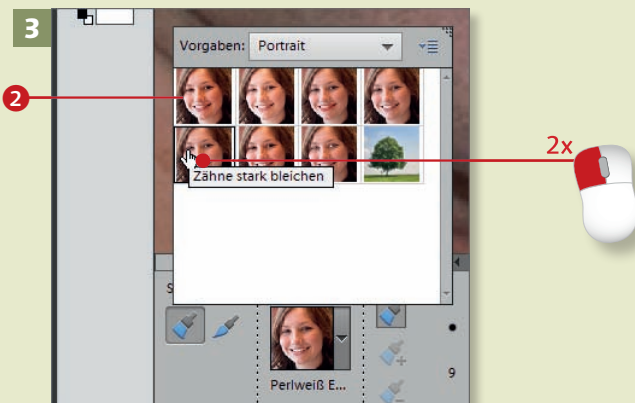 3
Vorgaben: Portrait
2
2x
Zähne stark bleichen
S
9
Perlweiß E...